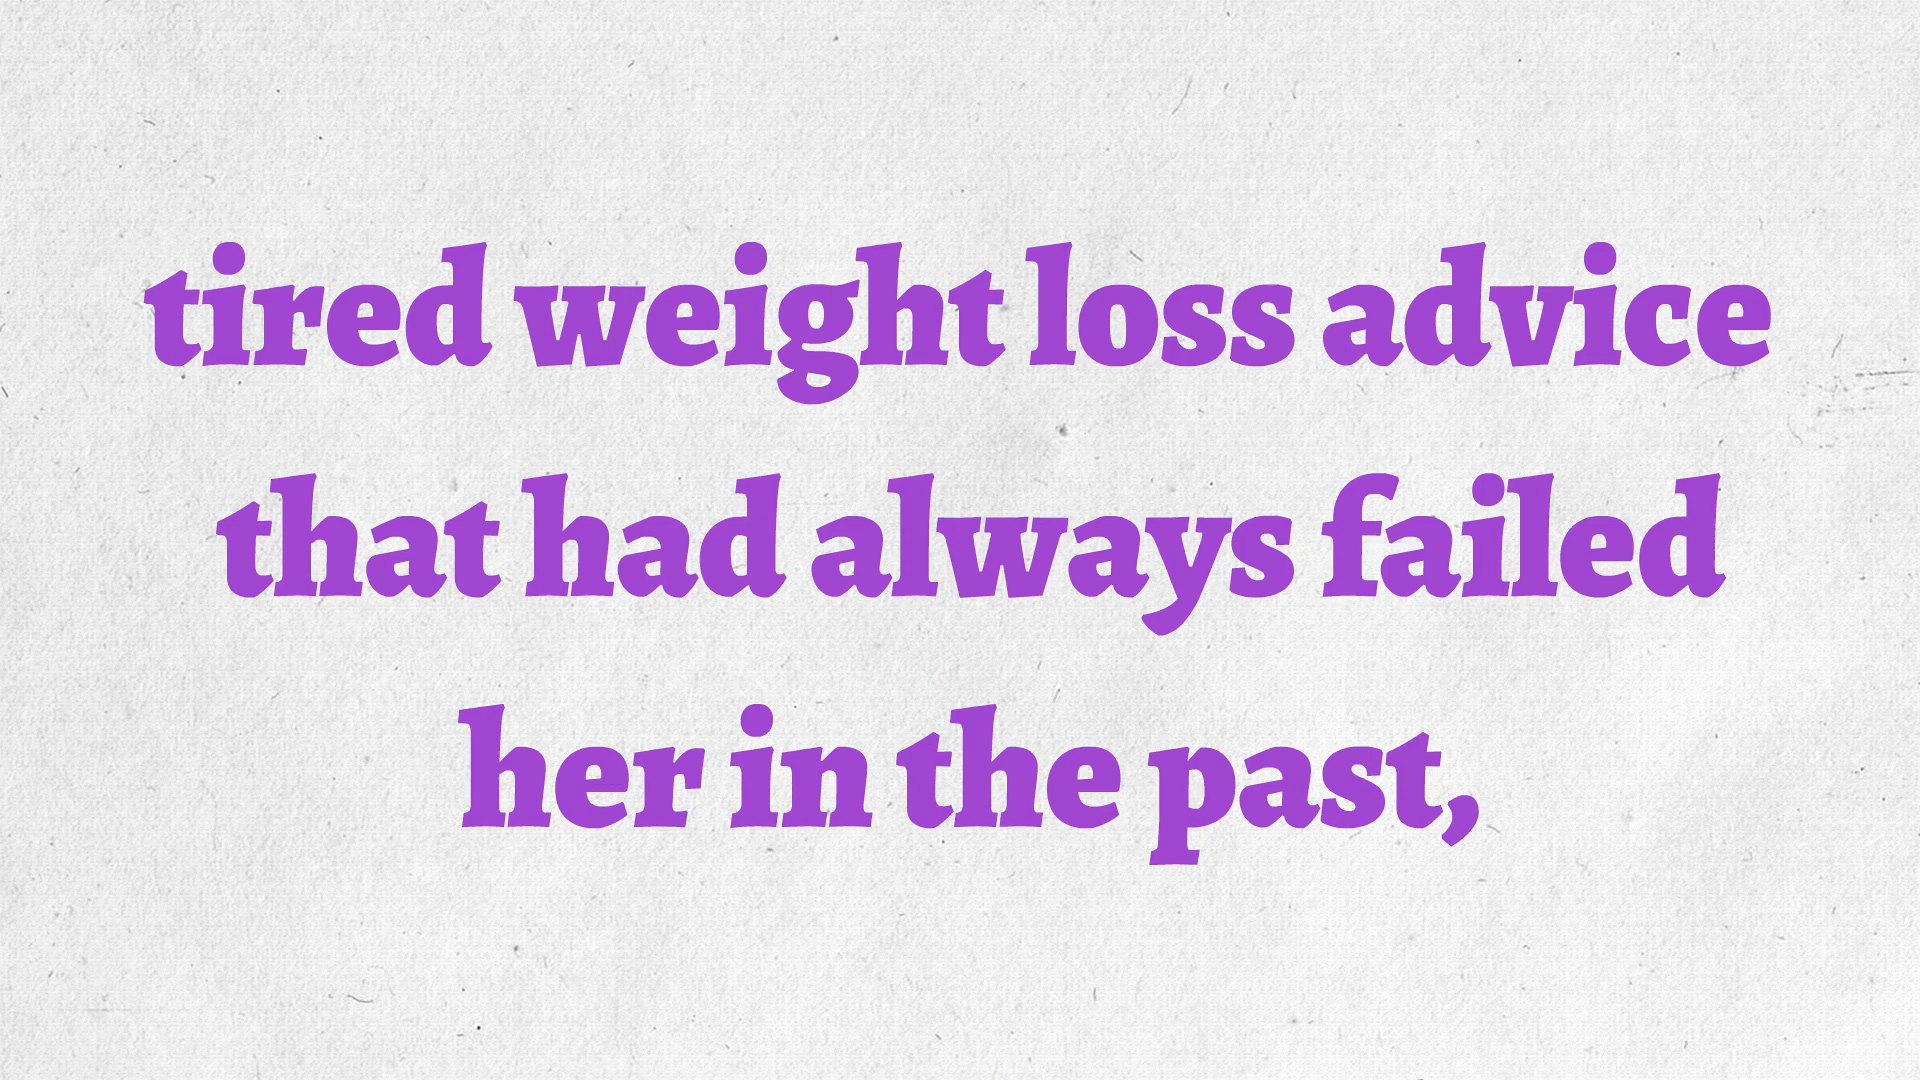 tired weight loss advice
that had always failed
her in the past,